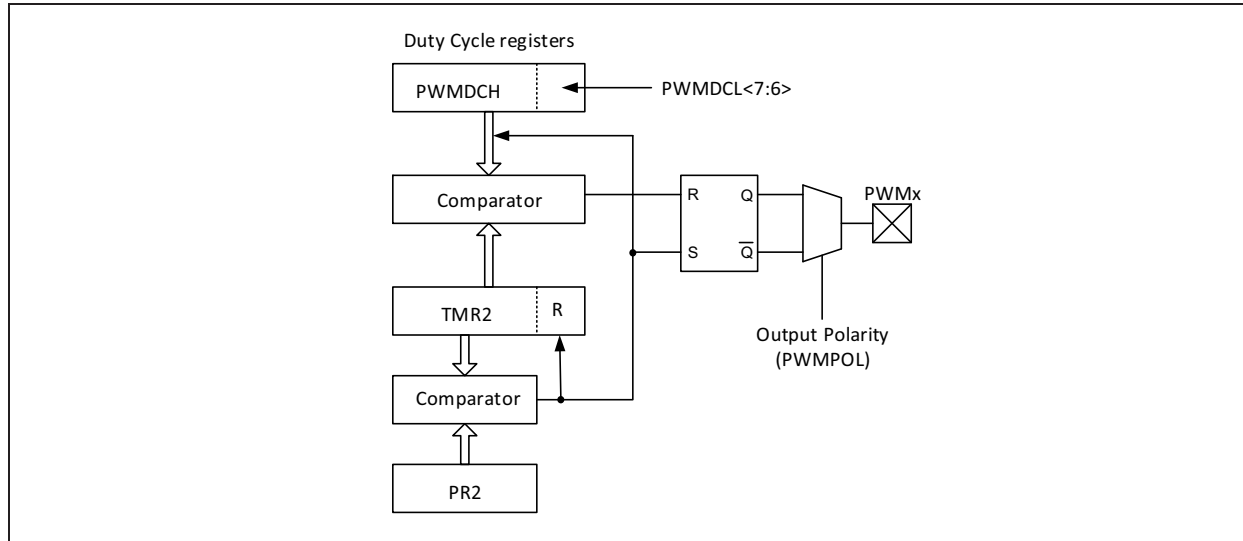 Duty Cycle registers
PWMDCH
PWMDCL<7:6>
Comparator
R
Q
PWMx
S
Q̅
TMR2
R
Output Polarity
(PWMPOL)
Comparator
PR2